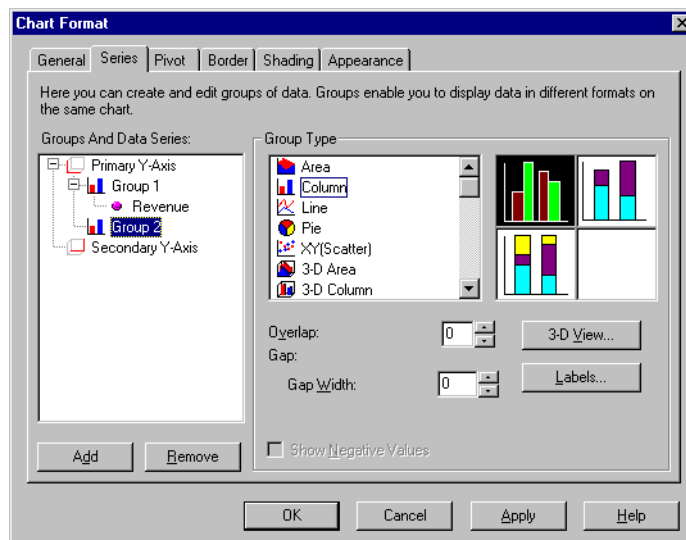 Chart Format
General Series Pivot Border Shading Appearance
Here you can create and edit groups of data. Groups enable you to display data in different formats on
the same chart.
Groups And Data Series:
Primary Y-Axis
Group 1
Revenue
Group 2
Secondary Y-Axis
Add Remove
Group Type
Area
Column
Line
Pie
XY(Scatter)
3-D Area
3-D Column
Overlap: 0 3-D View...
Gap:
Gap Width: 0 Labels...
Show Negative Values
OK Cancel Apply Help